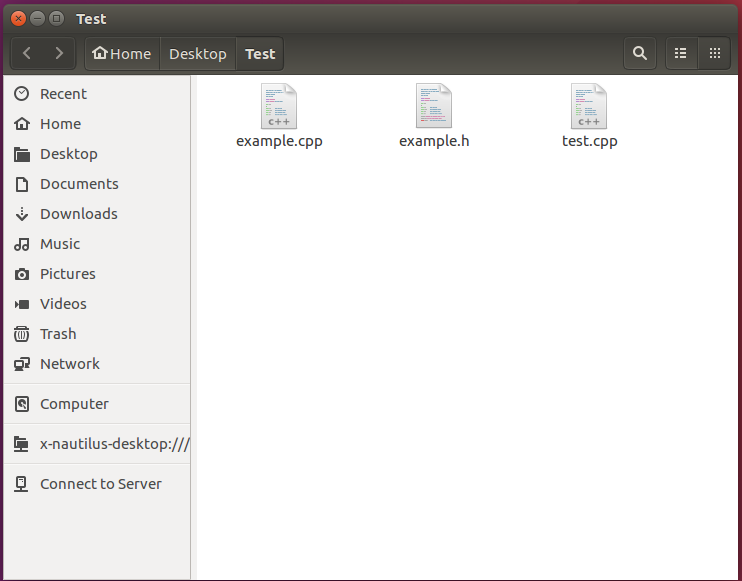 Test
Home Desktop Test
Recent
Home
Desktop
Documents
Downloads
Music
Pictures
Videos
Trash
Network
Computer
x-nautilus-desktop:///
Connect to Server
c++ c++
example.cpp example.h test.cpp